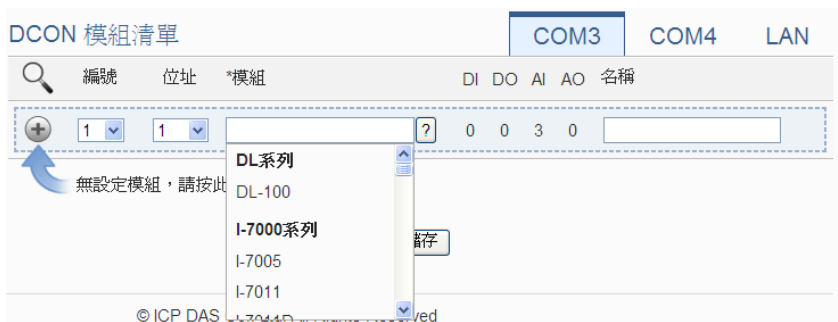 DCON 模組清單 COM3 COM4 LAN
編號 位址 *模組 DI DO AI AO 名稱
1 1 ? 0 0 3 0
DL系列
無設定模組，請按此
DL-100
I-7000系列
儲存
I-7005
I-7011
© ICP DAS